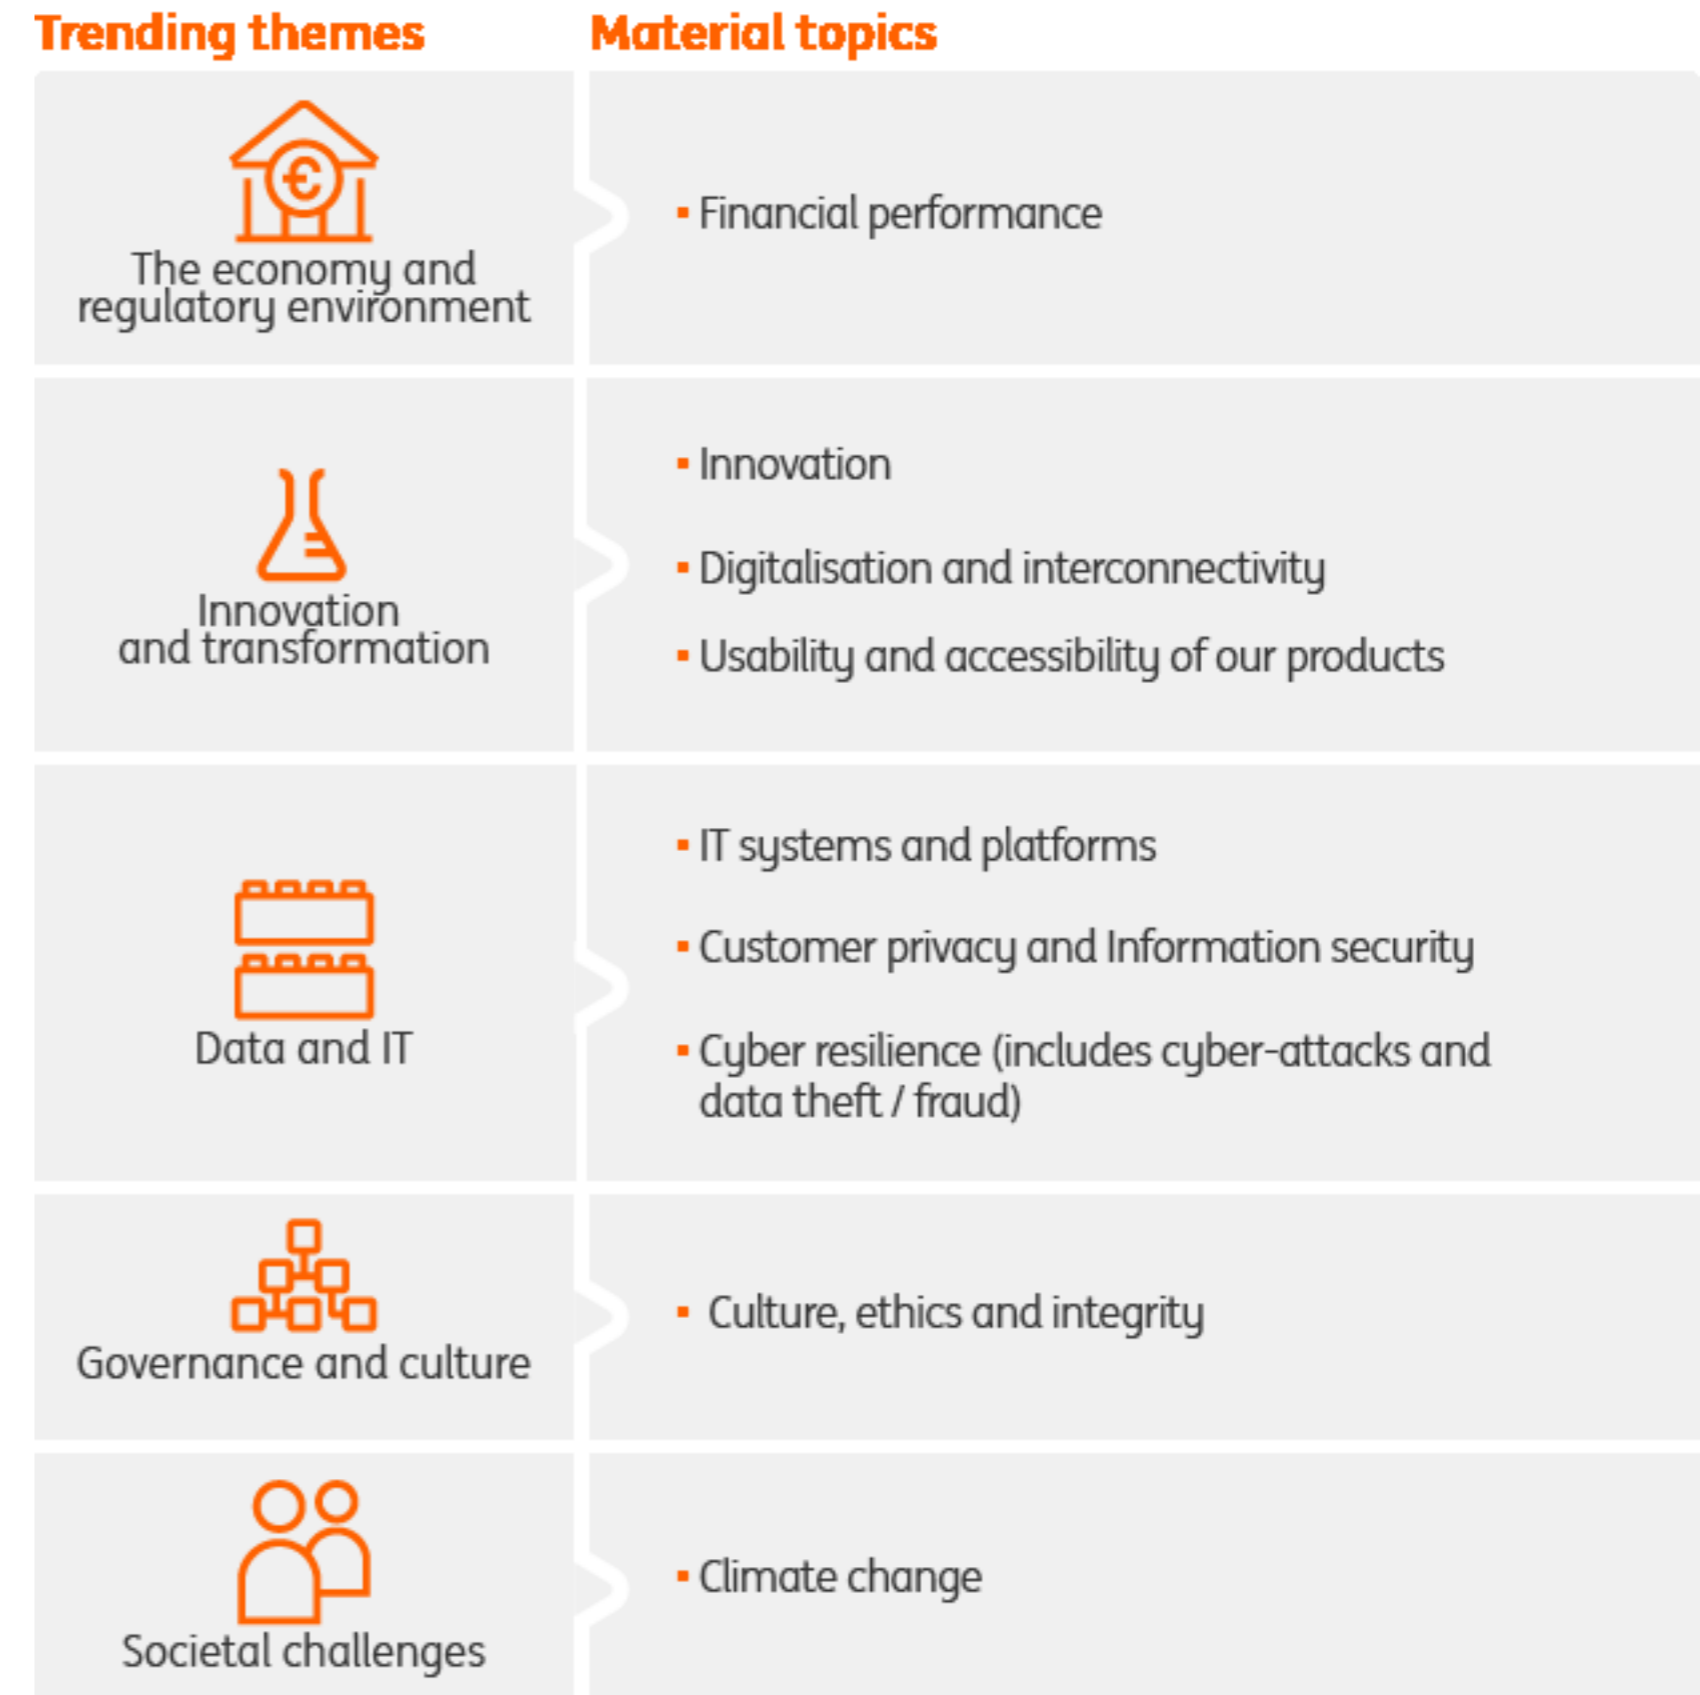 Trending themes
Material topics
The economy and
regulatory environment
▪ Financial performance
Innovation
and transformation
▪ Innovation
▪ Digitalisation and interconnectivity
▪ Usability and accessibility of our products
Data and IT
▪ IT systems and platforms
▪ Customer privacy and Information security
▪ Cyber resilience (includes cyber-attacks and
data theft / fraud)
Governance and culture
▪ Culture, ethics and integrity
Societal challenges
▪ Climate change